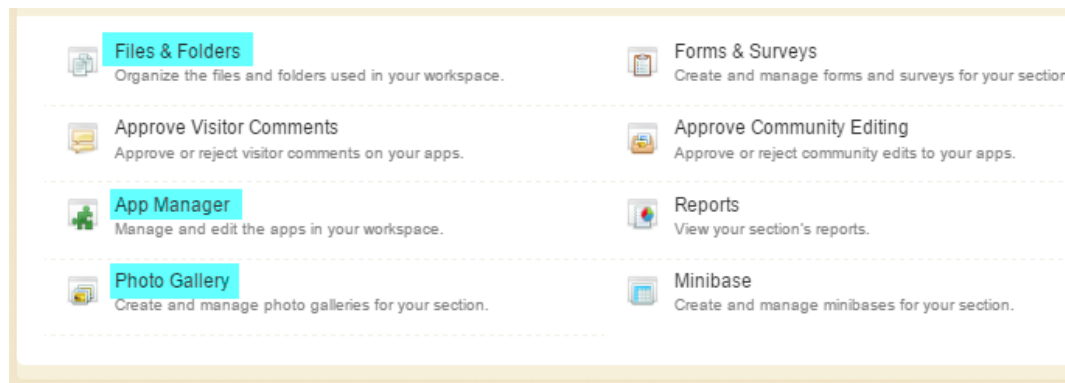 Files & Folders
Organize the files and folders used in your workspace.
Forms & Surveys
Create and manage forms and surveys for your section
Approve Visitor Comments
Approve or reject visitor comments on your apps.
Approve Community Editing
Approve or reject community edits to your apps.
App Manager
Manage and edit the apps in your workspace.
Reports
View your section's reports.
Photo Gallery
Create and manage photo galleries for your section.
Minibase
Create and manage minibases for your section.